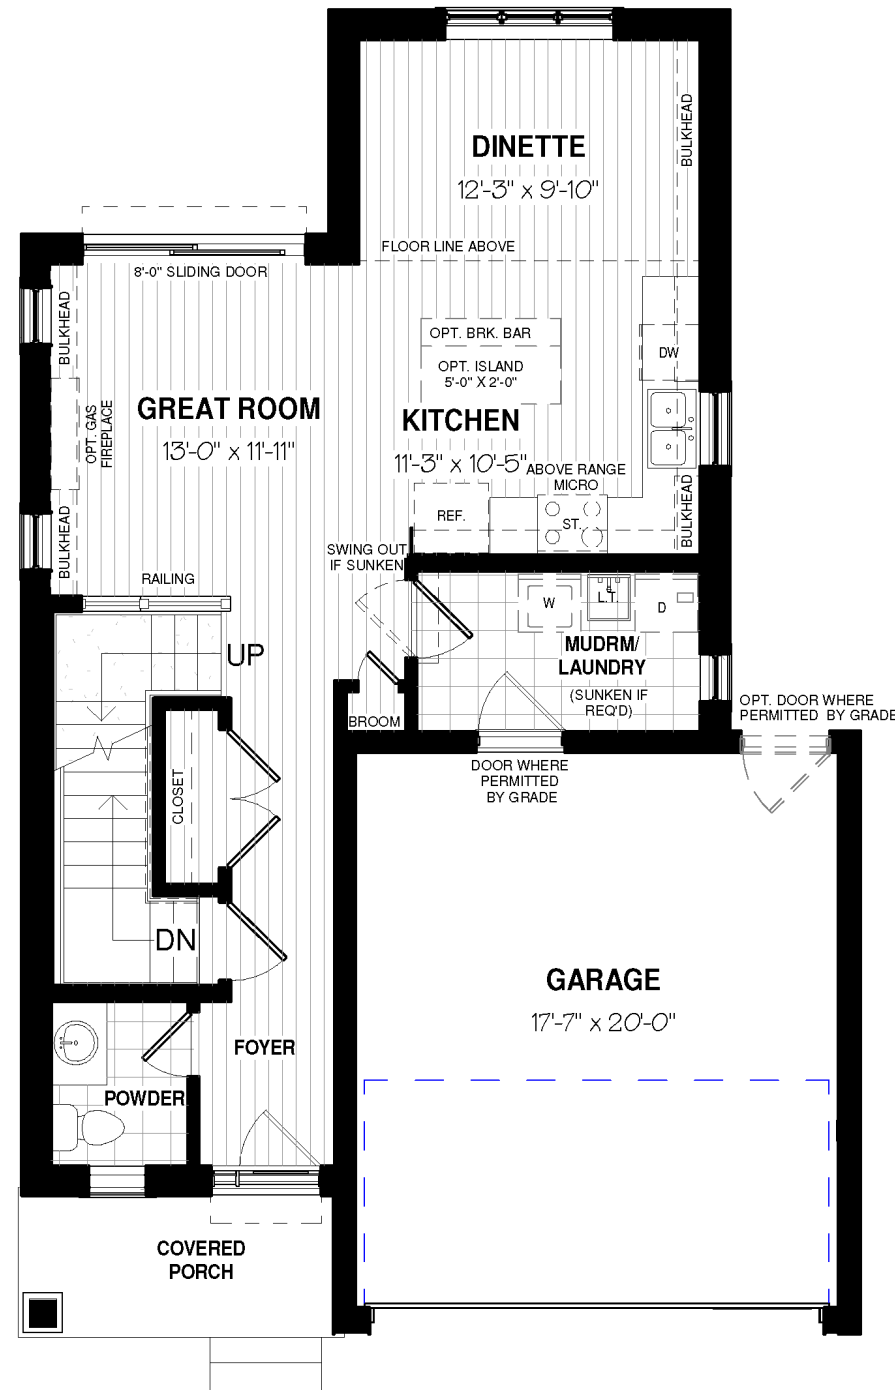 DINETTE
12'-3" x 9'-10"
BULKHEAD
FLOOR LINE ABOVE
8'-0" SLIDING DOOR
BULKHEAD
OPT. BRK. BAR
OPT. ISLAND
5'-0" X 2'-0"
DW
GREAT ROOM
13'-0" x 11'-11"
OPT. GAS
FIREPLACE
KITCHEN
11'-3" x 10'-5"
ABOVE RANGE
MICRO
REF.
ST.
BULKHEAD
BULKHEAD
SWING OUT
IF SUNKEN
RAILING
W
L.T.
D
MUDRM/
LAUNDRY
(SUNKEN IF
REQ'D)
UP
BROOM
OPT. DOOR WHERE
PERMITTED BY GRADE
DOOR WHERE
PERMITTED
BY GRADE
CLOSET
DN
GARAGE
17'-7" x 20'-0"
FOYER
POWDER
COVERED
PORCH